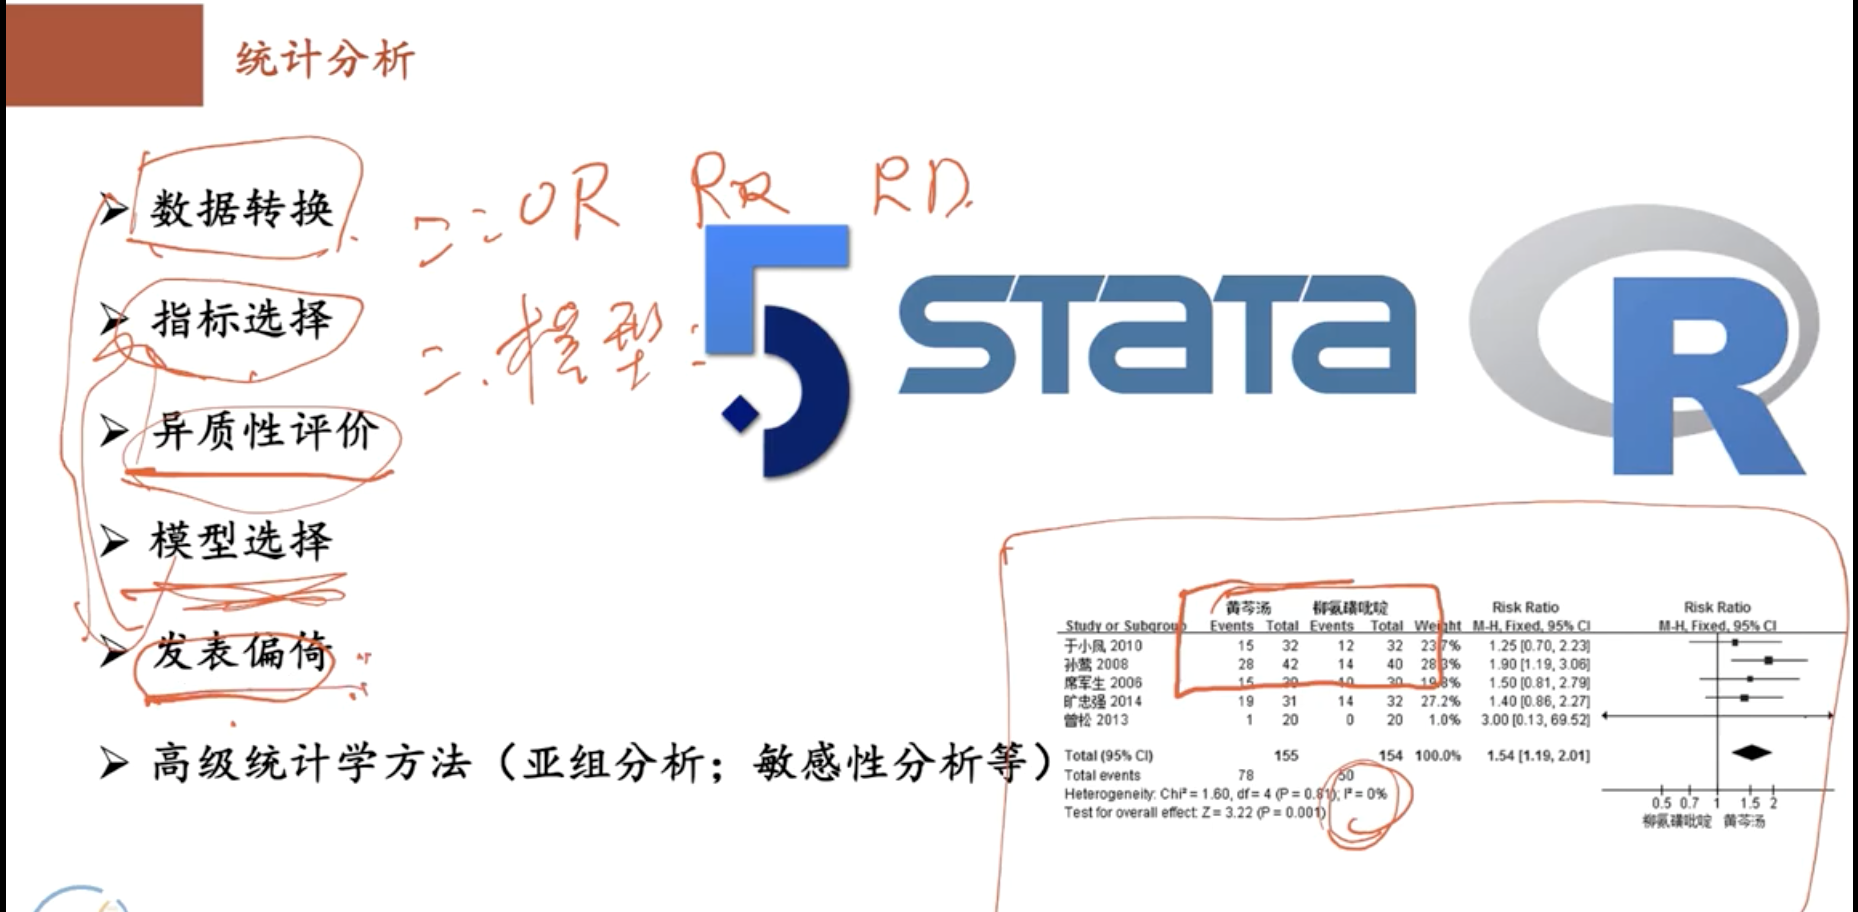 统计分析
数据转换
二: OR RR RD.
指标选择
二.模型:
异质性评价
模型选择
发表偏倚
高级统计学方法（亚组分析；敏感性分析等）
STATA
R
黄芩汤 柳氮磺吡啶 Risk Ratio Risk Ratio
Study or Subgroup Events Total Events Total Weight M-H, Fixed, 95% CI M-H, Fixed, 95% CI
于小凤 2010 15 32 12 32 23.7% 1.25 [0.70, 2.23]
孙莺 2008 28 42 14 40 28.3% 1.90 [1.19, 3.06]
席军生 2006 15 30 10 30 19.8% 1.50 [0.81, 2.79]
旷忠强 2014 19 31 14 32 27.2% 1.40 [0.86, 2.27]
曾松 2013 1 20 0 20 1.0% 3.00 [0.13, 69.52]
Total (95% CI) 155 154 100.0% 1.54 [1.19, 2.01]
Total events 78 50
Heterogeneity: Chi² = 1.60, df = 4 (P = 0.81); I² = 0%
Test for overall effect: Z = 3.22 (P = 0.001)
0.5 0.7 1 1.5 2
柳氮磺吡啶 黄芩汤